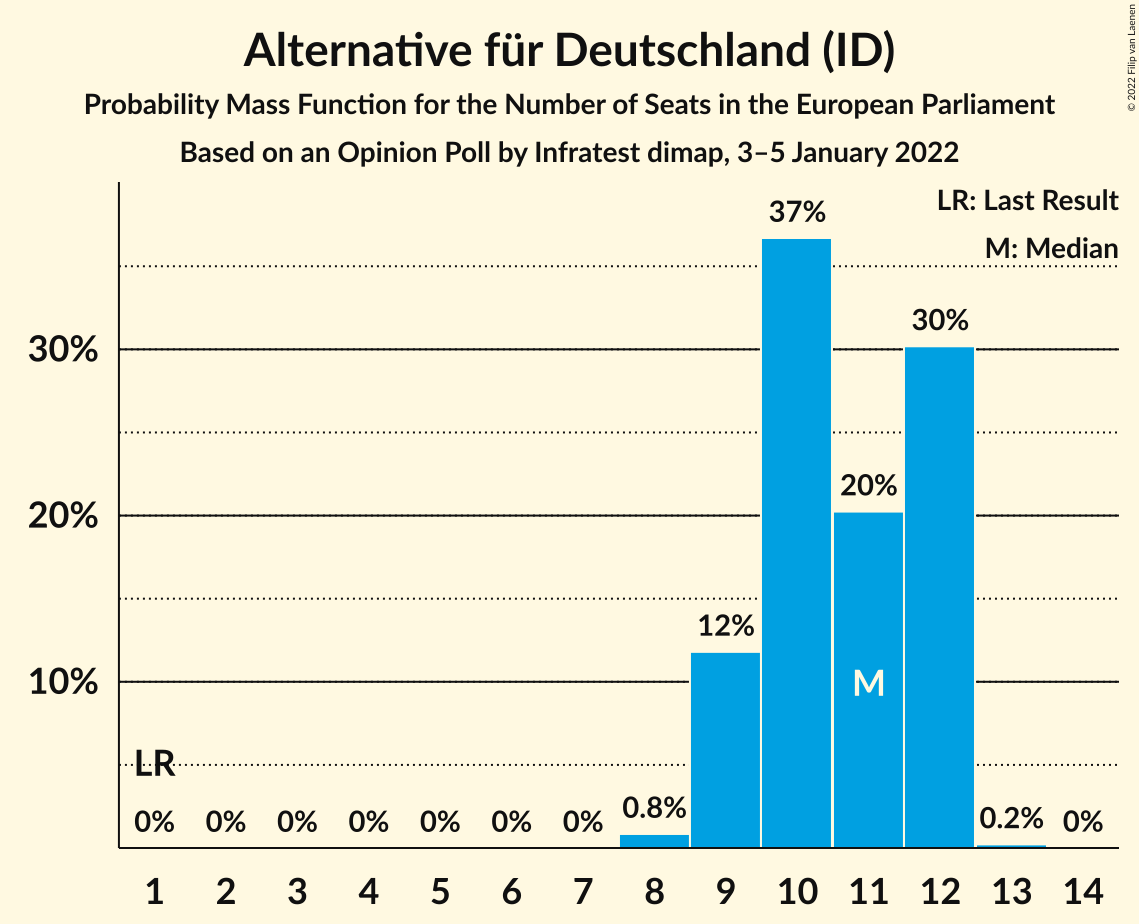 Alternative für Deutschland (ID)
Probability Mass Function for the Number of Seats in the European Parliament
Based on an Opinion Poll by Infratest dimap, 3–5 January 2022
© 2022 Filip van Laenen
LR: Last Result
M: Median
37%
30%
30%
20%
20%
12%
10%
M
LR
0% 0% 0% 0% 0% 0% 0% 0.8% 0.2% 0%
1 2 3 4 5 6 7 8 9 10 11 12 13 14